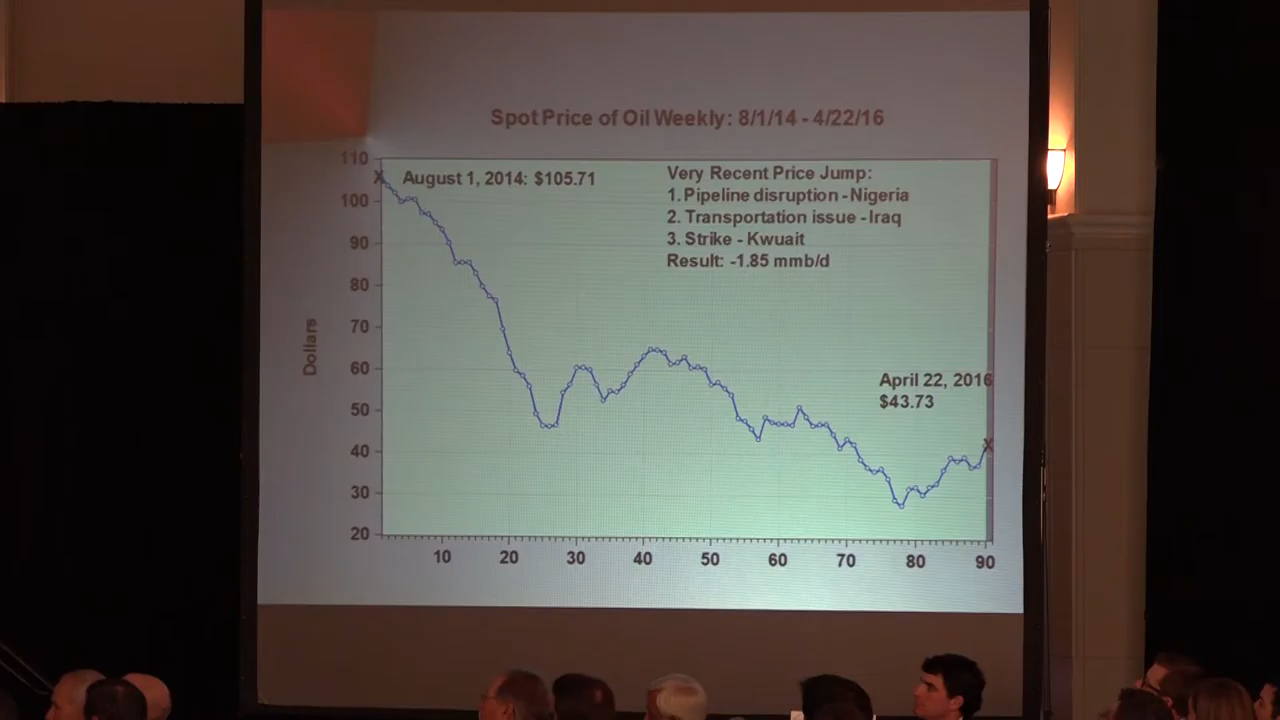 Spot Price of Oil Weekly: 8/1/14 - 4/22/16
110
August 1, 2014: $105.71
Very Recent Price Jump:
1. Pipeline disruption - Nigeria
2. Transportation issue - Iraq
3. Strike - Kwuait
Result: -1.85 mmb/d
100
90
80
70
60
50
40
30
20
Dollars
April 22, 2016
$43.73
10 20 30 40 50 60 70 80 90